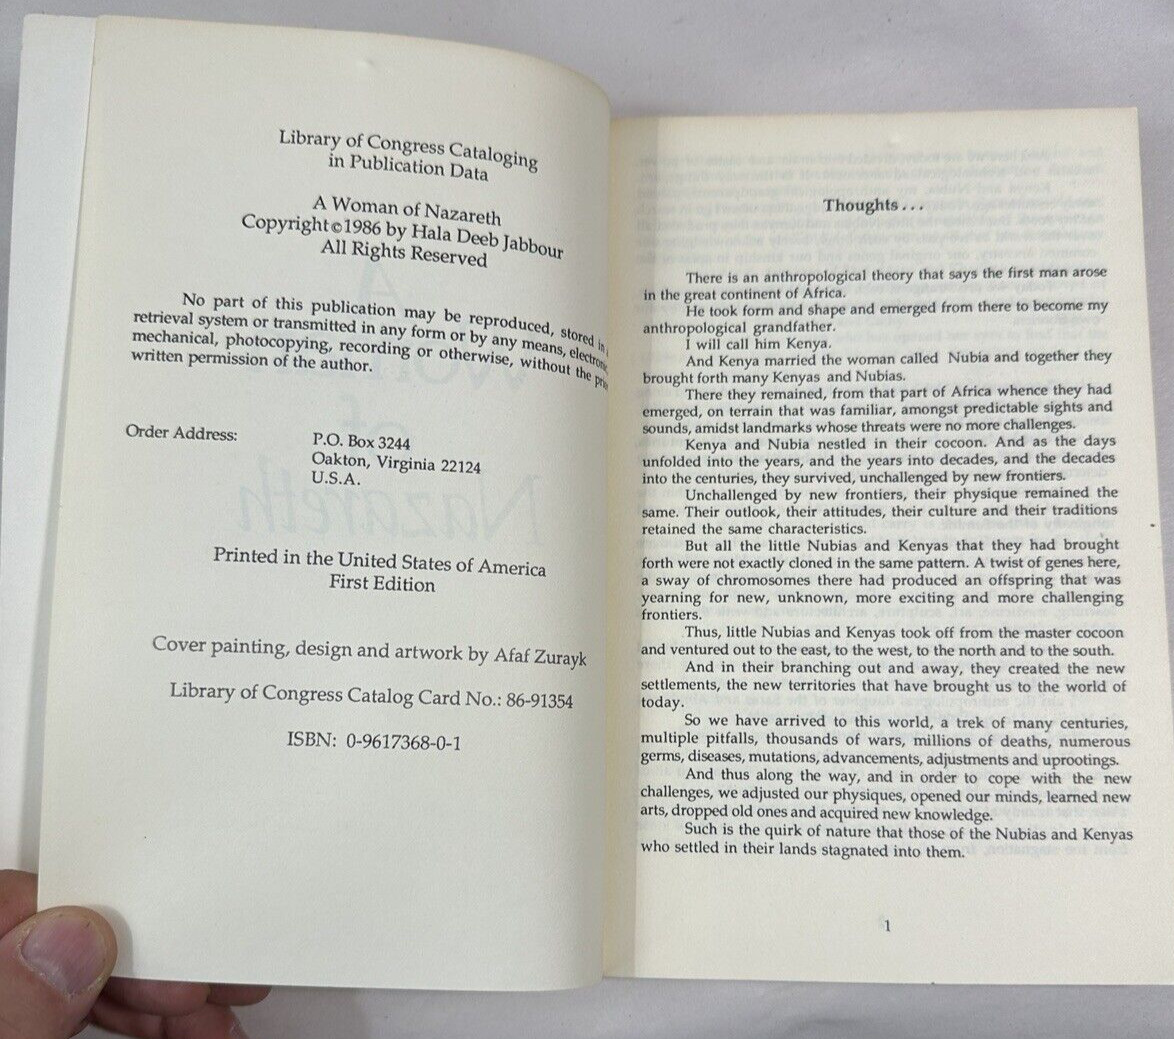 Library of Congress Cataloging
in Publication Data
A Woman of Nazareth
Copyright © 1986 by Hala Deeb Jabbour
All Rights Reserved
No part of this publication may be reproduced, stored in
retrieval system or transmitted in any form or by any means,
mechanical, photocopying, recording or otherwise, without the
written permission of the author.
Order Address:
P.O. Box 3244
Oakton, Virginia 22124
U.S.A.
Printed in the United States of America
First Edition
Cover painting, design and artwork by Afaf Zurayk
Library of Congress Catalog Card No.: 86-91354
ISBN: 0-9617368-0-1
Thoughts . . .
There is an anthropological theory that says the first man arose
in the great continent of Africa.
He took form and shape and emerged from there to become my
anthropological grandfather.
I will call him Kenya.
And Kenya married the woman called Nubia and together they
brought forth many Kenyas and Nubias.
There they remained, from that part of Africa whence they had
emerged, on terrain that was familiar, amongst predictable sights and
sounds, amidst landmarks whose threats were no more challenges.
Kenya and Nubia nestled in their cocoon. And as the days
unfolded into the years, and the years into decades, and the decades
into the centuries, they survived, unchallenged by new frontiers.
Unchallenged by new frontiers, their physique remained the
same. Their outlook, their attitudes, their culture and their traditions
retained the same characteristics.
But all the little Nubias and Kenyas that they had brought
forth were not exactly cloned in the same pattern. A twist of genes here,
a sway of chromosomes there had produced an offspring that was
yearning for new, unknown, more exciting and more challenging
frontiers.
Thus, little Nubias and Kenyas took off from the master cocoon
and ventured out to the east, to the west, to the north and to the south.
And in their branching out and away, they created the new
settlements, the new territories that have brought us to the world of
today.
So we have arrived to this world, a trek of many centuries,
multiple pitfalls, thousands of wars, millions of deaths, numerous
germs, diseases, mutations, advancements, adjustments and uprootings.
And thus along the way, and in order to cope with the new
challenges, we adjusted our physiques, opened our minds, learned new
arts, dropped old ones and acquired new knowledge.
Such is the quirk of nature that those of the Nubias and Kenyas
who settled in their lands stagnated into them.
1